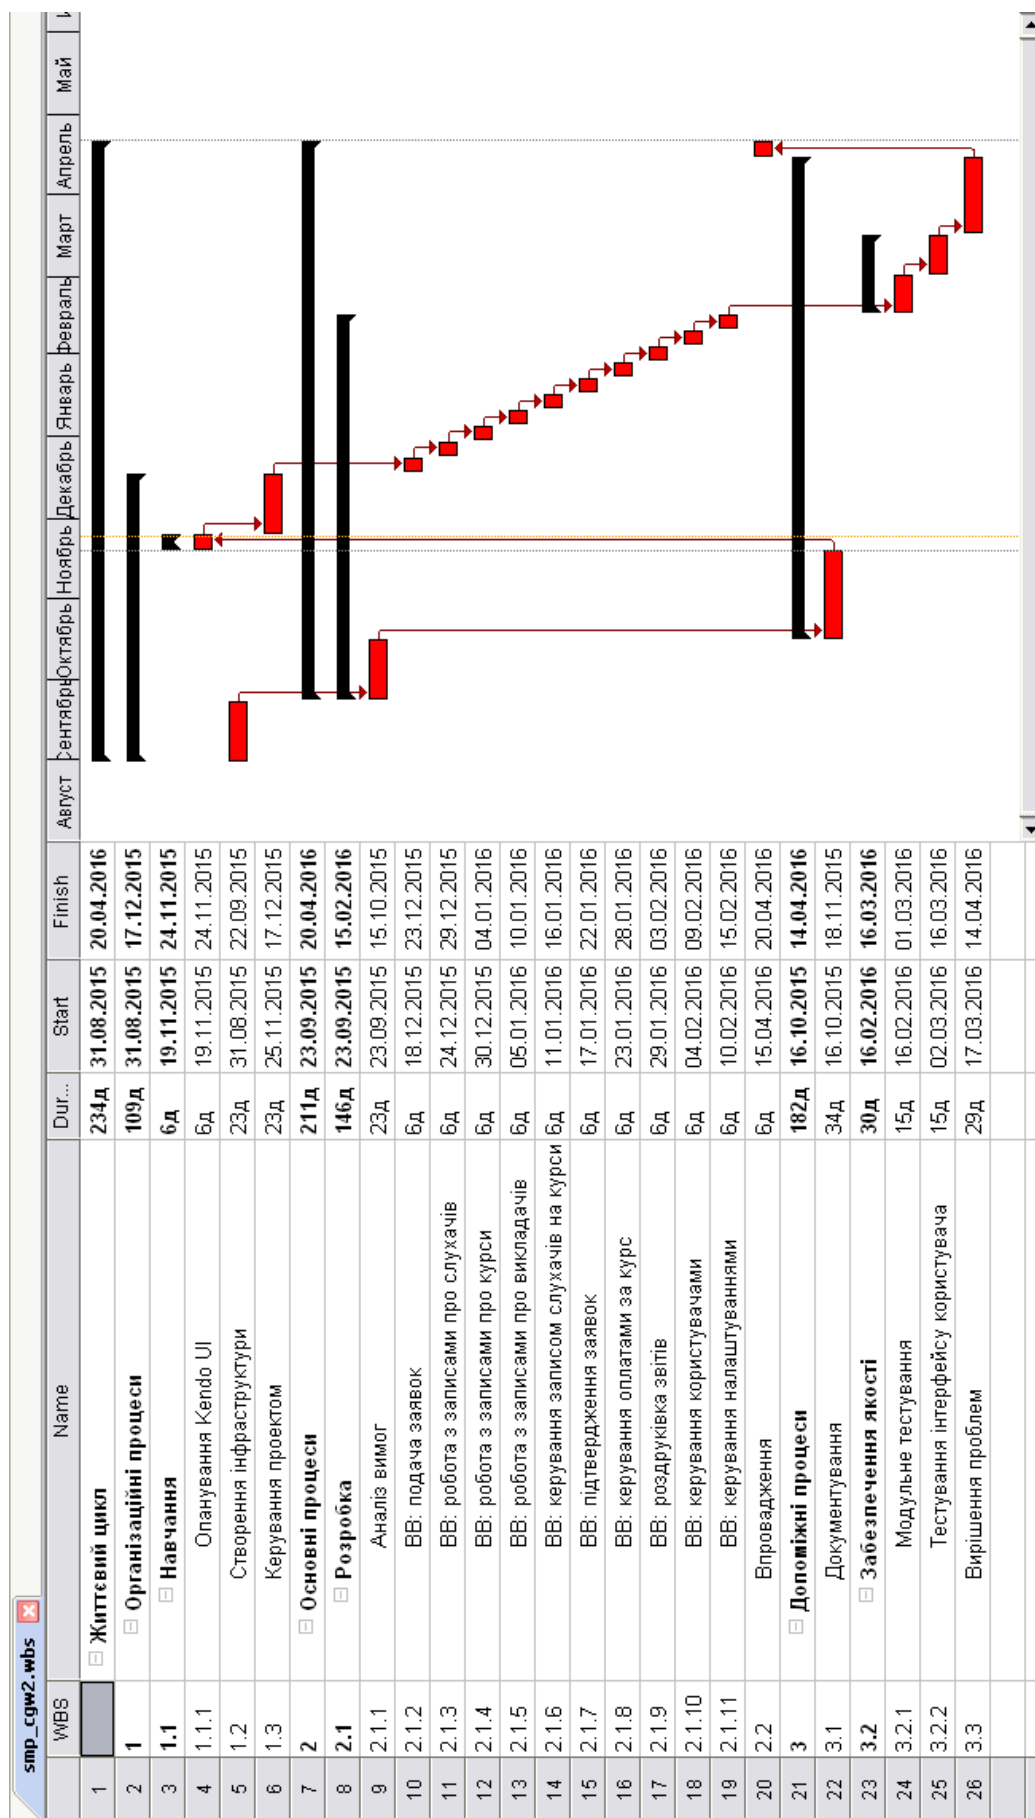 smp_cgw2.wbs
WBS Name Dur... Start Finish Август Сентябрь Октябрь Ноябрь Декабрь Январь Февраль Март Апрель Май
1 Життєвий цикл 234д 31.08.2015 20.04.2016
2 1 Організаційні процеси 109д 31.08.2015 17.12.2015
3 1.1 Навчання 6д 19.11.2015 24.11.2015
4 1.1.1 Опанування Kendo UI 6д 19.11.2015 24.11.2015
5 1.2 Створення інфраструктури 23д 31.08.2015 22.09.2015
6 1.3 Керування проектом 23д 25.11.2015 17.12.2015
7 2 Основні процеси 211д 23.09.2015 20.04.2016
8 2.1 Розробка 146д 23.09.2015 15.02.2016
9 2.1.1 Аналіз вимог 23д 23.09.2015 15.10.2015
10 2.1.2 ВВ: подача заявок 6д 18.12.2015 23.12.2015
11 2.1.3 ВВ: робота з записами про слухачів 6д 24.12.2015 29.12.2015
12 2.1.4 ВВ: робота з записами про курси 6д 30.12.2015 04.01.2016
13 2.1.5 ВВ: робота з записами про викладачів 6д 05.01.2016 10.01.2016
14 2.1.6 ВВ: керування записом слухачів на курси 6д 11.01.2016 16.01.2016
15 2.1.7 ВВ: підтвердження заявок 6д 17.01.2016 22.01.2016
16 2.1.8 ВВ: керування оплатами за курс 6д 23.01.2016 28.01.2016
17 2.1.9 ВВ: роздруківка звітів 6д 29.01.2016 03.02.2016
18 2.1.10 ВВ: керування користувачами 6д 04.02.2016 09.02.2016
19 2.1.11 ВВ: керування налаштуваннями 6д 10.02.2016 15.02.2016
20 2.2 Впровадження 6д 15.04.2016 20.04.2016
21 3 Допоміжні процеси 182д 16.10.2015 14.04.2016
22 3.1 Документування 34д 16.10.2015 18.11.2015
23 3.2 Забезпечення якості 30д 16.02.2016 16.03.2016
24 3.2.1 Модульне тестування 15д 16.02.2016 01.03.2016
25 3.2.2 Тестування інтерфейсу користувача 15д 02.03.2016 16.03.2016
26 3.3 Вирішення проблем 29д 17.03.2016 14.04.2016